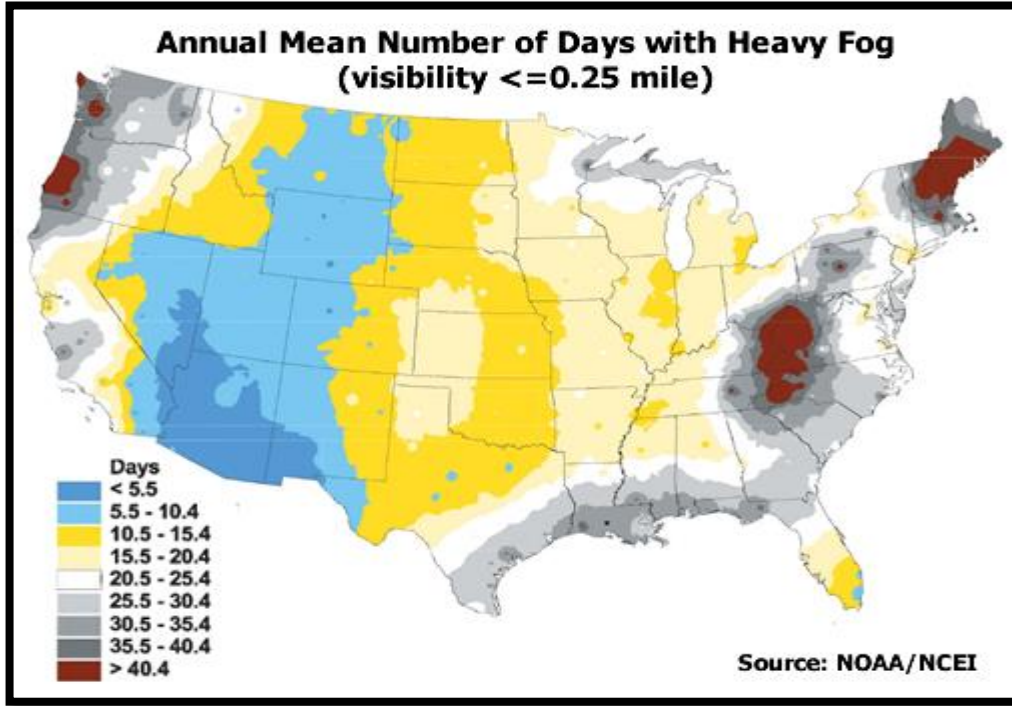 Annual Mean Number of Days with Heavy Fog
(visibility <=0.25 mile)
Days
< 5.5
5.5 - 10.4
10.5 - 15.4
15.5 - 20.4
20.5 - 25.4
25.5 - 30.4
30.5 - 35.4
35.5 - 40.4
> 40.4
Source: NOAA/NCEI